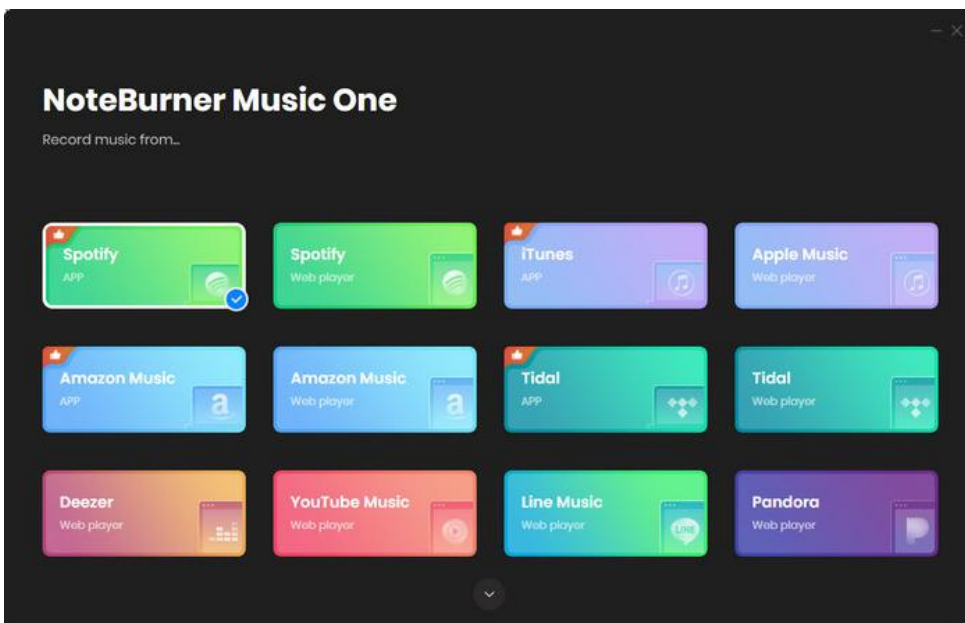 NoteBurner Music One
Record music from...
Spotify
APP
Spotify
Web player
iTunes
APP
Apple Music
Web player
Amazon Music
APP
a
Amazon Music
Web player
a
Tidal
APP
Tidal
Web player
Deezer
Web player
YouTube Music
Web player
Line Music
Web player
LINE
Pandora
Web player